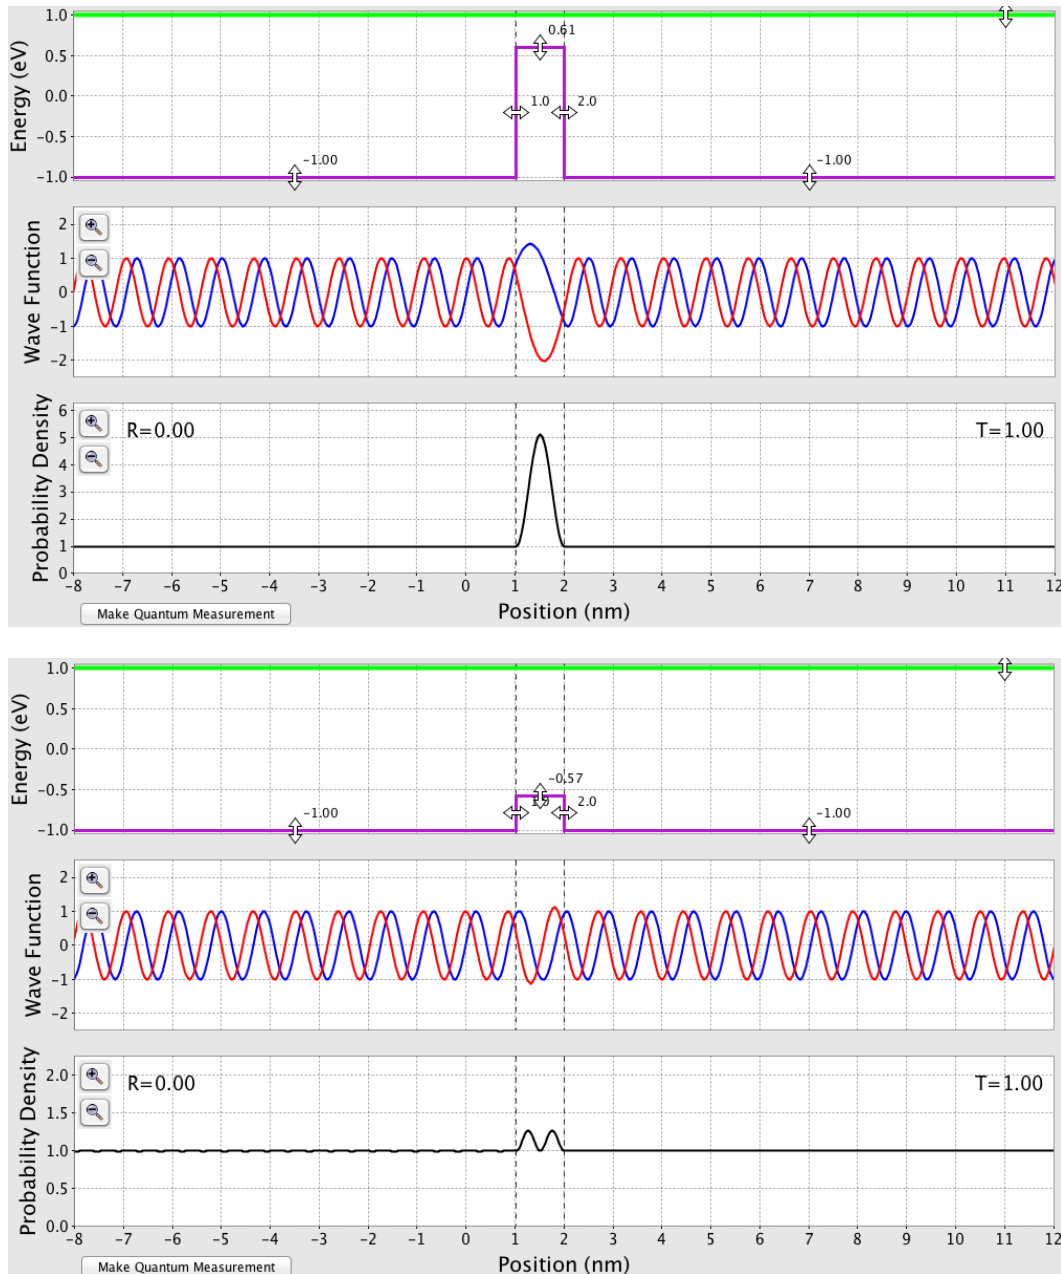 Energy (eV)
1.0
0.5
0.0
−0.5
−1.0
0.61
1.0
2.0
−1.00
−1.00
Wave Function
2
1
0
−1
−2
Probability Density
6
5
4
3
2
1
0
R=0.00
T=1.00
−8 −7 −6 −5 −4 −3 −2 −1 0 1 2 3 4 5 6 7 8 9 10 11 12
Make Quantum Measurement
Position (nm)
Energy (eV)
1.0
0.5
0.0
−0.5
−1.0
−0.57
2.0
−1.00
−1.00
Wave Function
2
1
0
−1
−2
Probability Density
2.0
1.5
1.0
0.5
0.0
R=0.00
T=1.00
−8 −7 −6 −5 −4 −3 −2 −1 0 1 2 3 4 5 6 7 8 9 10 11 12
Make Quantum Measurement
Position (nm)